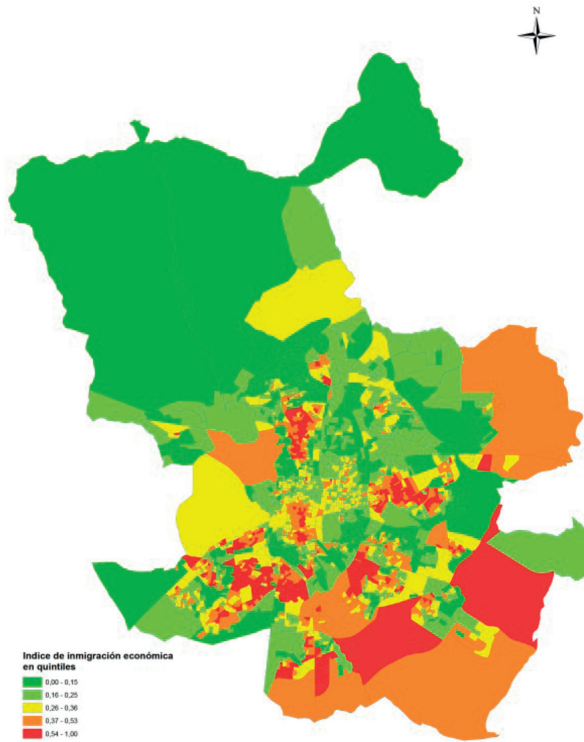 N
Indice de inmigración económica
en quintiles
0,00 - 0,15
0,16 - 0,25
0,26 - 0,36
0,37 - 0,53
0,54 - 1,00